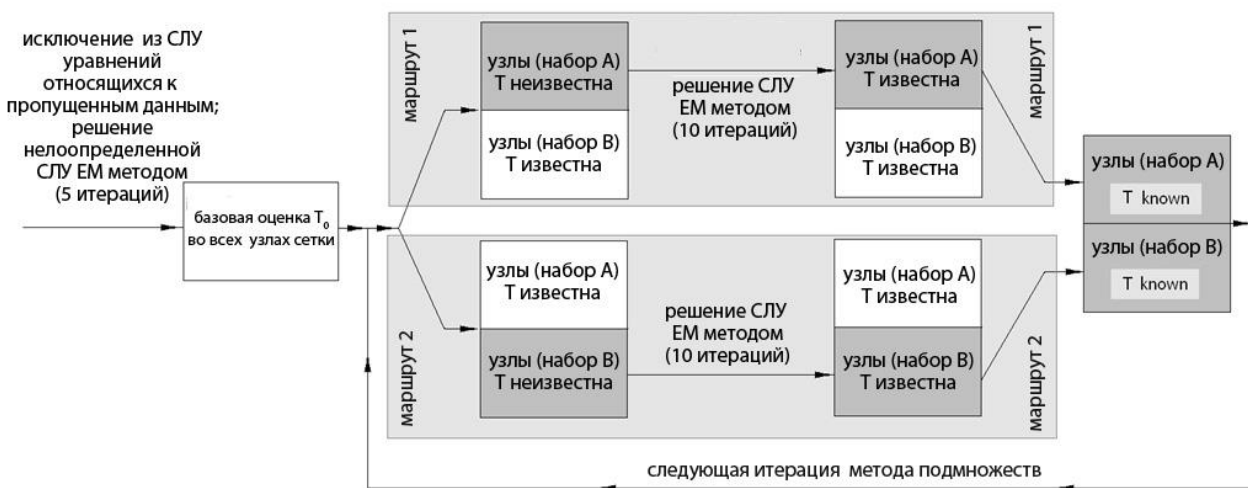 исключение из СЛУ
уравнений
относящихся к
пропущенным данным;
решение
нелоопределенной
СЛУ ЕМ методом
(5 итераций)
базовая оценка T₀
во всех узлах сетки
маршрут 1
узлы (набор А)
Т неизвестна
узлы (набор В)
Т известна
решение СЛУ
ЕМ методом
(10 итераций)
узлы (набор А)
Т известна
узлы (набор В)
Т известна
маршрут 1
маршрут 2
узлы (набор А)
Т известна
узлы (набор В)
Т неизвестна
решение СЛУ
ЕМ методом
(10 итераций)
узлы (набор А)
Т известна
узлы (набор В)
Т известна
маршрут 2
узлы (набор А)
T known
узлы (набор В)
T known
следующая итерация метода подмножеств